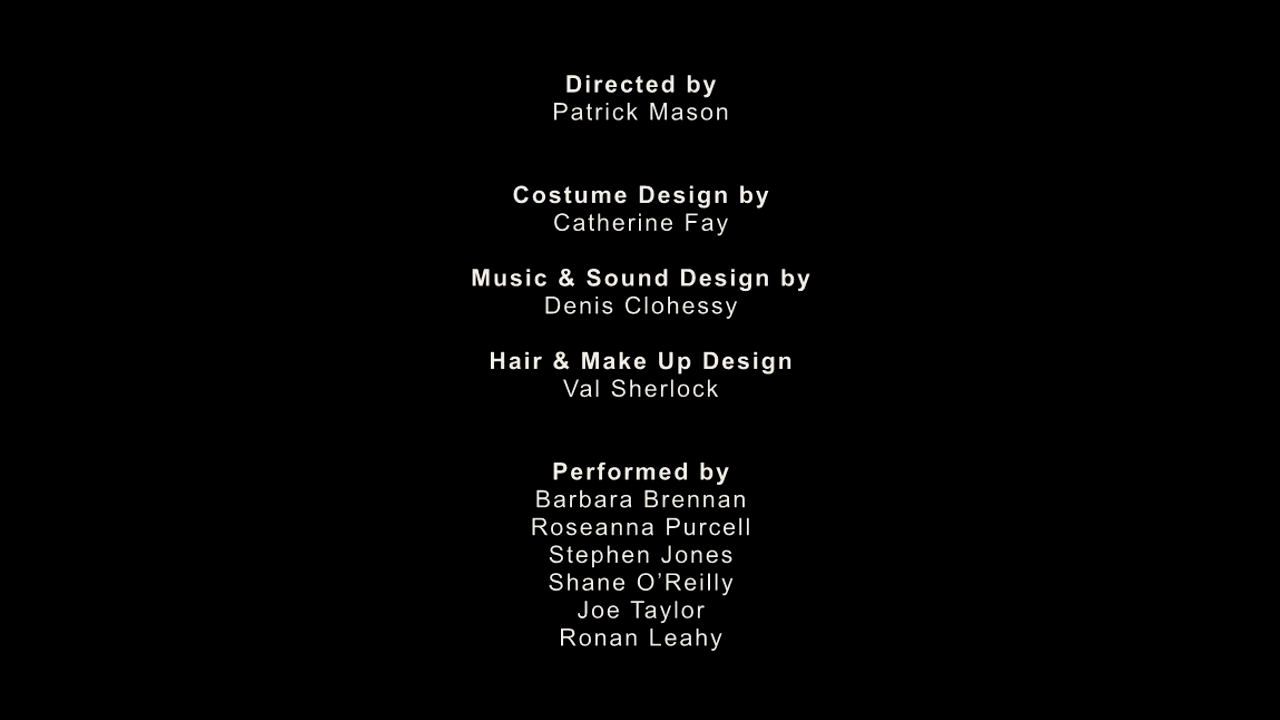 Directed by
Patrick Mason
Costume Design by
Catherine Fay
Music & Sound Design by
Denis Clohessy
Hair & Make Up Design
Val Sherlock
Performed by
Barbara Brennan
Roseanna Purcell
Stephen Jones
Shane O’Reilly
Joe Taylor
Ronan Leahy